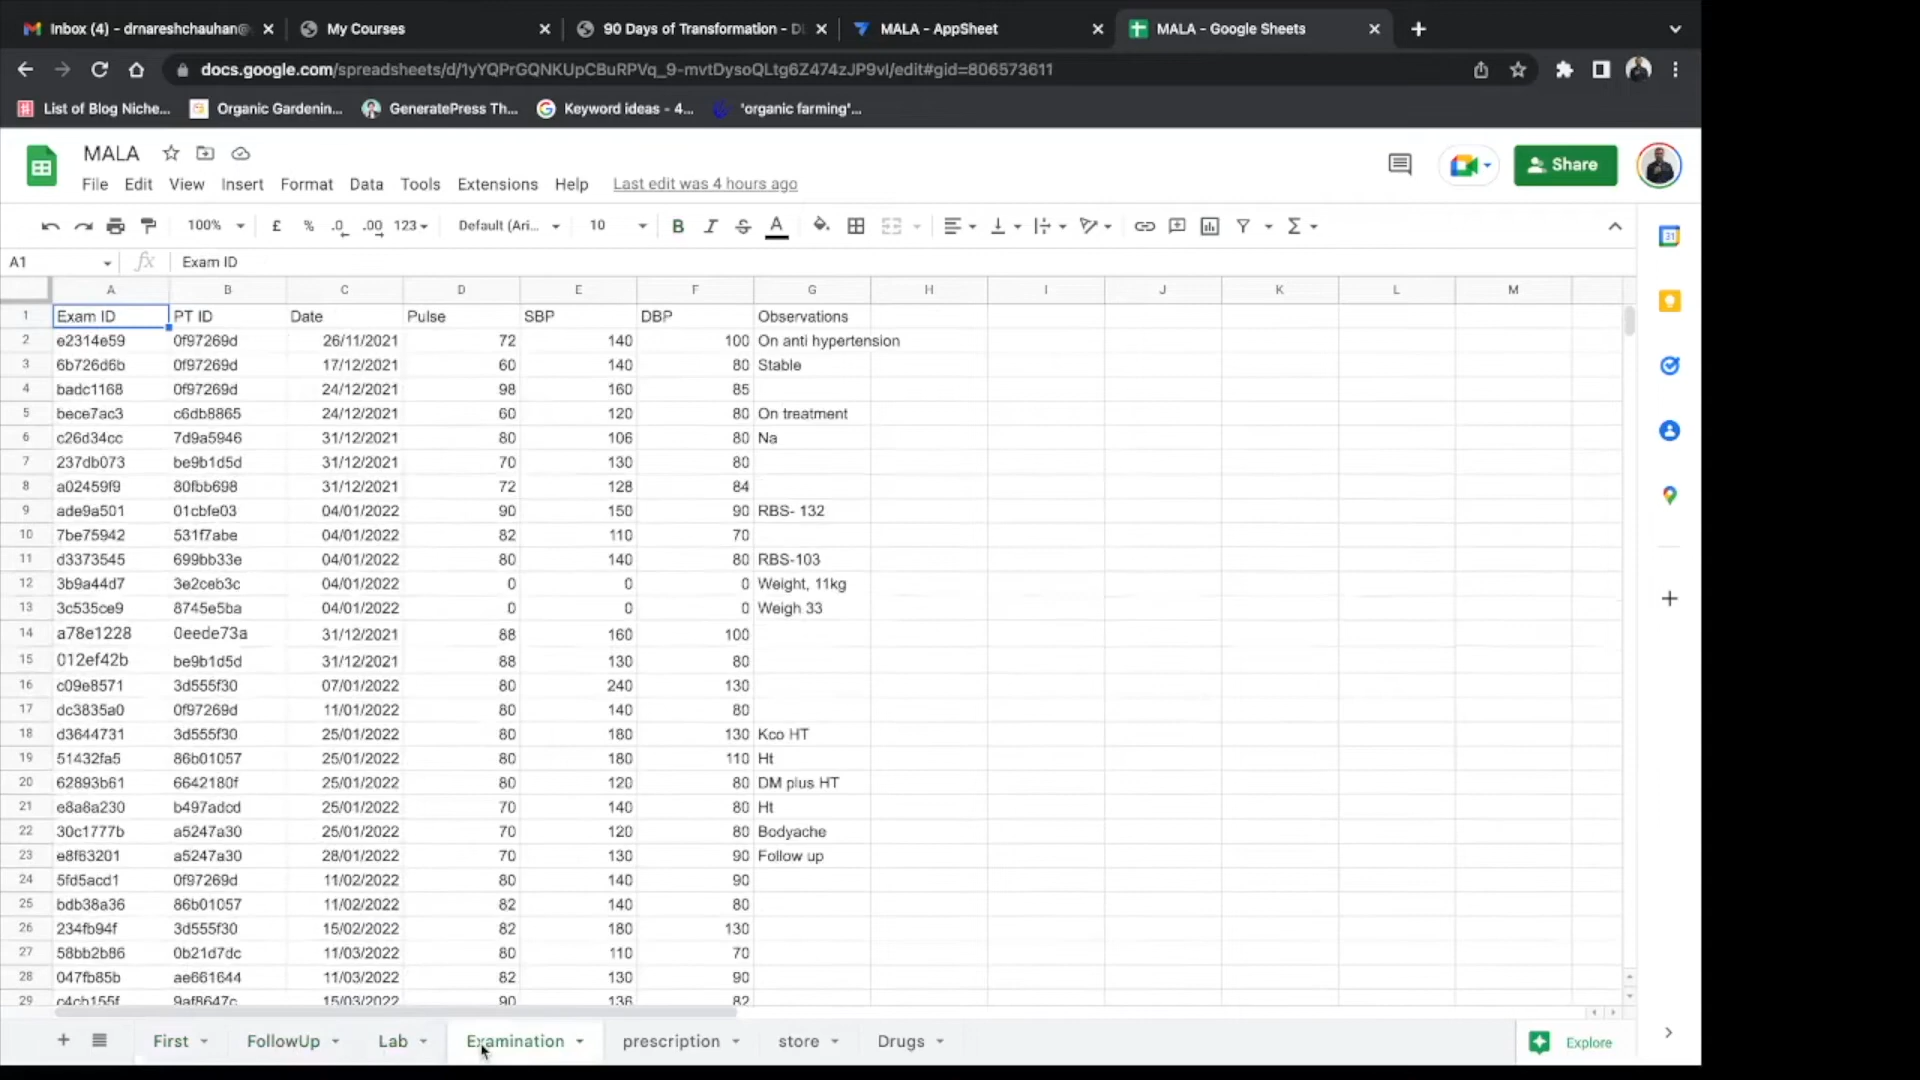 Inbox (4) - drnareshchauhan@ My Courses 90 Days of Transformation - Di MALA - AppSheet MALA - Google Sheets
docs.google.com/spreadsheets/d/1yYQPrGQNKUpCBuRPVq_9-mvtDysoQLtg6Z474zJP9vI/edit#gid=806573611
List of Blog Niche... Organic Gardenin... GeneratePress Th... Keyword ideas - 4... "organic farming"...
MALA
File Edit View Insert Format Data Tools Extensions Help Last edit was 4 hours ago
Share
100% £ % .0 .00 123 Default (Ari... 10 B I S A
A1 fx Exam ID
A B C D E F G H I J K L M
1 Exam ID PT ID Date Pulse SBP DBP Observations
2 e2314e59 0f97269d 26/11/2021 72 140 100 On anti hypertension
3 6b726d6b 0f97269d 17/12/2021 60 140 80 Stable
4 badc1168 0f97269d 24/12/2021 98 160 85
5 bece7ac3 c6db8865 24/12/2021 60 120 80 On treatment
6 c26d34cc 7d9a5946 31/12/2021 80 106 80 Na
7 237db073 be9b1d5d 31/12/2021 70 130 80
8 a02459f9 80fbb698 31/12/2021 72 128 84
9 ade9a501 01cbfe03 04/01/2022 90 150 90 RBS- 132
10 7be75942 531f7abe 04/01/2022 82 110 70
11 d3373545 699bb33e 04/01/2022 80 140 80 RBS-103
12 3b9a44d7 3e2ceb3c 04/01/2022 0 0 0 Weight, 11kg
13 3c535ce9 8745e5ba 04/01/2022 0 0 0 Weigh 33
14 a78e1228 0eede73a 31/12/2021 88 160 100
15 012ef42b be9b1d5d 31/12/2021 88 130 80
16 c09e8571 3d555f30 07/01/2022 80 240 130
17 dc3835a0 0f97269d 11/01/2022 80 140 80
18 d3644731 3d555f30 25/01/2022 80 180 130 Kco HT
19 51432fa5 86b01057 25/01/2022 80 180 110 Ht
20 62893b61 6642180f 25/01/2022 80 120 80 DM plus HT
21 e8a8a230 b497adcd 25/01/2022 70 140 80 Ht
22 30c1777b a5247a30 25/01/2022 70 120 80 Bodyache
23 e8f63201 a5247a30 28/01/2022 70 130 90 Follow up
24 5fd5acd1 0f97269d 11/02/2022 80 140 90
25 bdb38a36 86b01057 11/02/2022 82 140 80
26 234fb94f 3d555f30 15/02/2022 82 180 130
27 58bb2b86 0b21d7dc 11/03/2022 80 110 70
28 047fb85b ae661644 11/03/2022 82 130 90
29 c4cb155f 9af8647c 15/03/2022 90 136 82
First FollowUp Lab Examination prescription store Drugs Explore